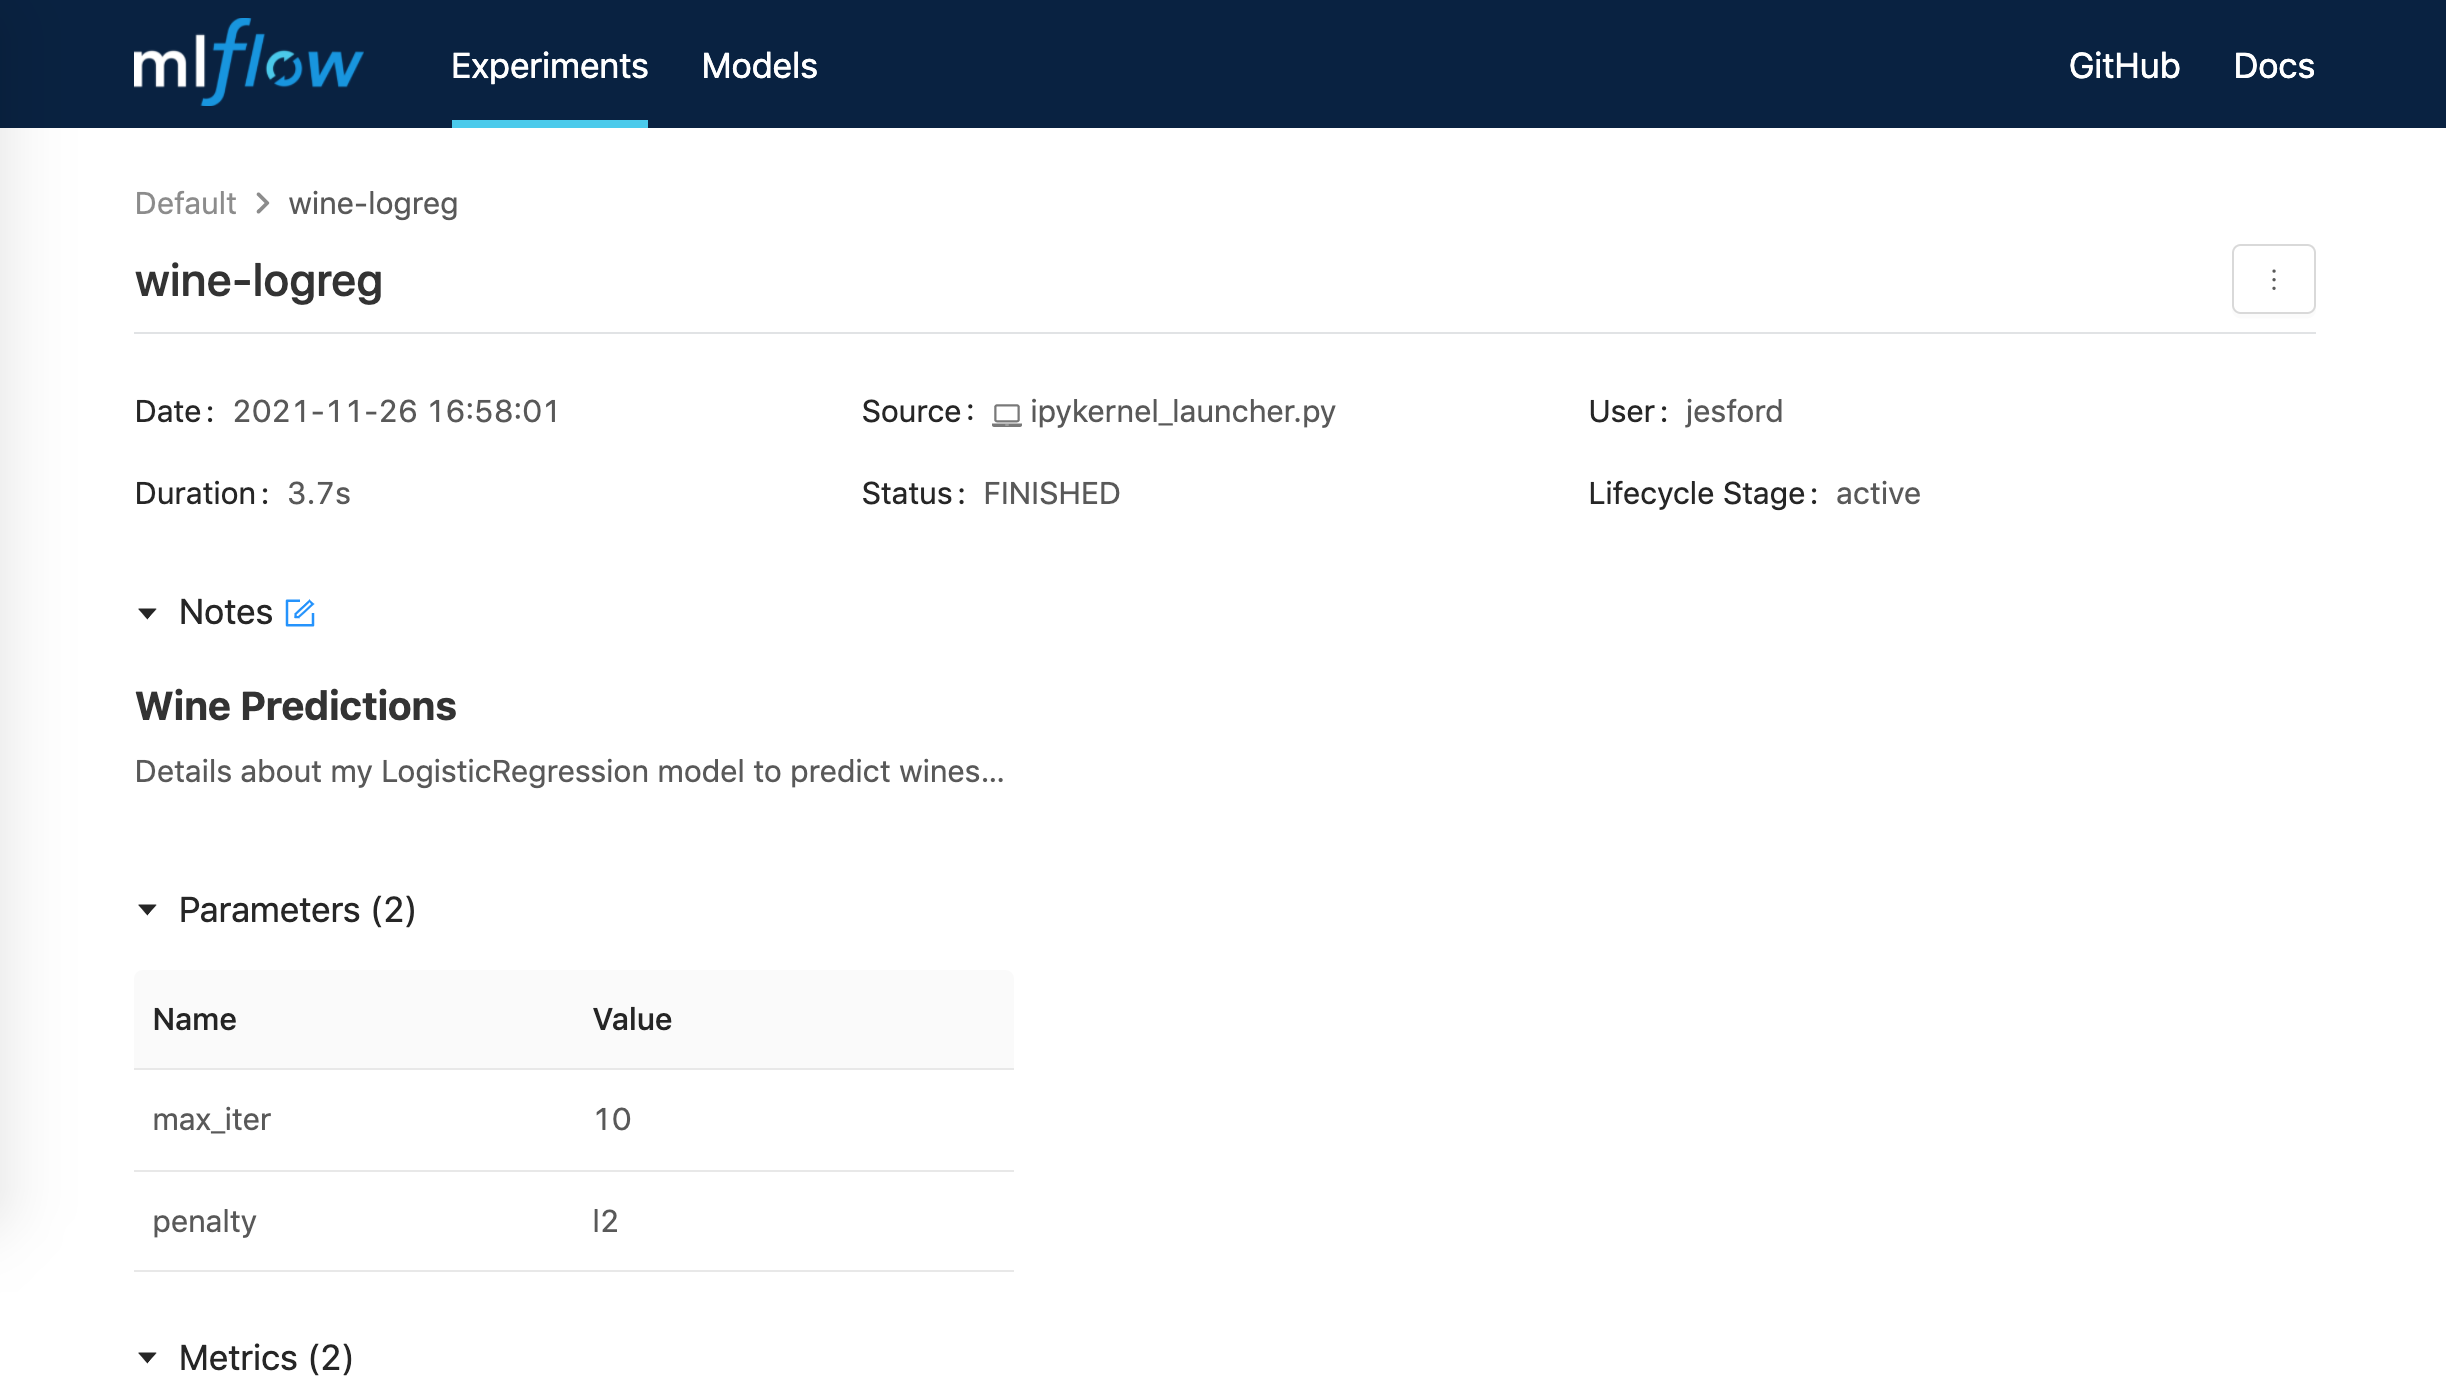 mlflow Experiments Models GitHub Docs
Default > wine-logreg
wine-logreg
Date: 2021-11-26 16:58:01 Source: ipykernel_launcher.py User: jesford
Duration: 3.7s Status: FINISHED Lifecycle Stage: active
Notes
Wine Predictions
Details about my LogisticRegression model to predict wines...
Parameters (2)
Name Value
max_iter 10
penalty l2
Metrics (2)